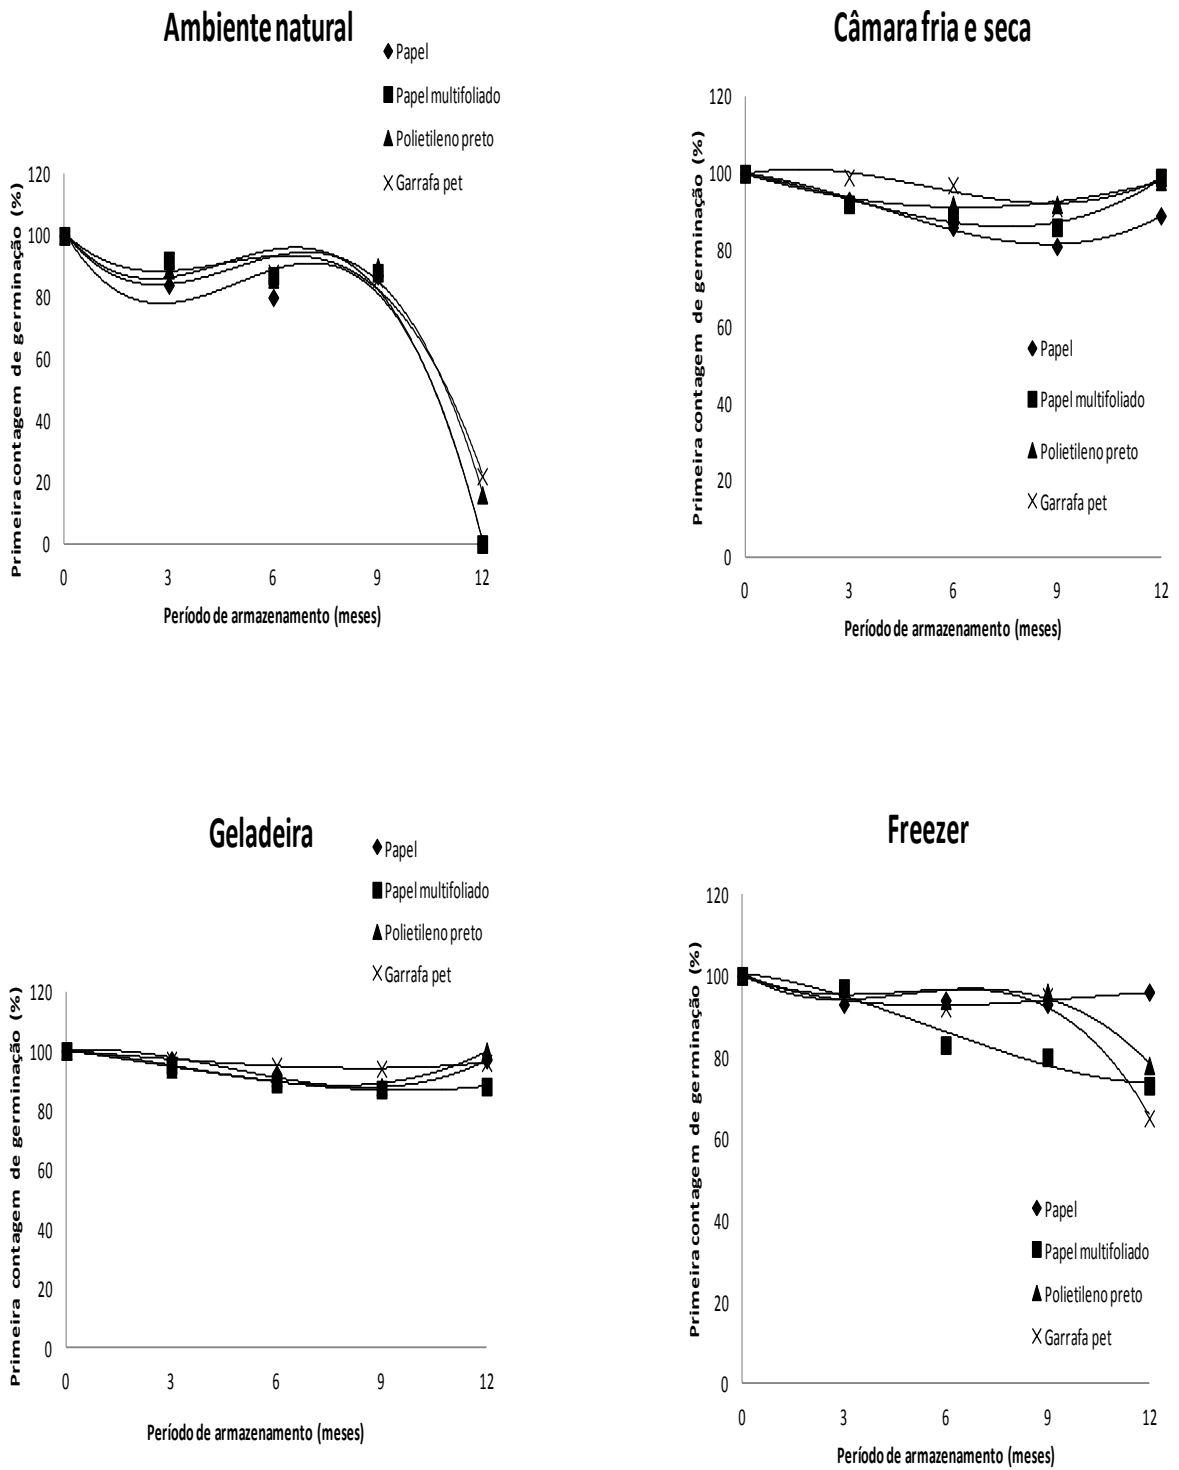 Ambiente natural
Papel
Papel multifoliado
Polietileno preto
Garrafa pet
Primeira contagem de germinação (%)
120
100
80
60
40
20
0
0 3 6 9 12
Período de armazenamento (meses)
Câmara fria e seca
Primeira contagem de germinação (%)
120
100
80
60
40
20
0
Papel
Papel multifoliado
Polietileno preto
Garrafa pet
0 3 6 9 12
Período de armazenamento (meses)
Geladeira
Papel
Papel multifoliado
Polietileno preto
Garrafa pet
Primeira contagem de germinação (%)
120
100
80
60
40
20
0
0 3 6 9 12
Período de armazenamento (meses)
Freezer
Primeira contagem de germinação (%)
120
100
80
60
40
20
0
Papel
Papel multifoliado
Polietileno preto
Garrafa pet
0 3 6 9 12
Período de armazenamento (meses)